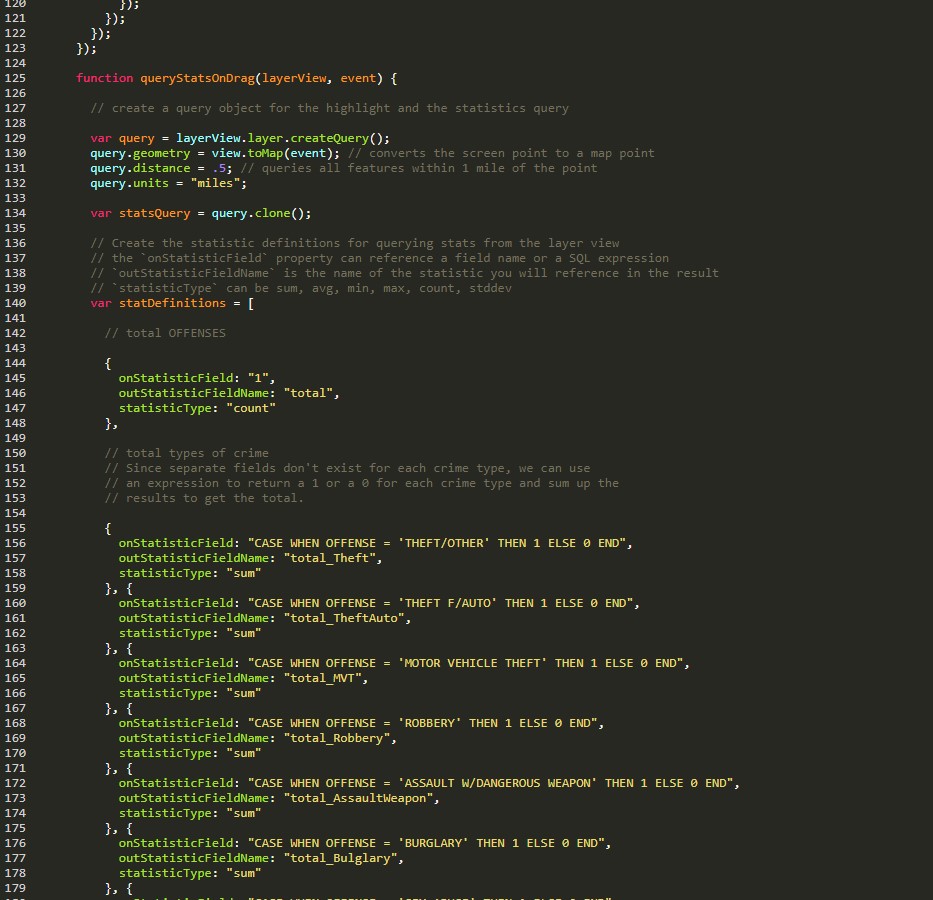 120 });
121 });
122 });
123 });
124
125 function queryStatsOnDrag(layerView, event) {
126
127 // create a query object for the highlight and the statistics query
128
129 var query = layerView.layer.createQuery();
130 query.geometry = view.toMap(event); // converts the screen point to a map point
131 query.distance = .5; // queries all features within 1 mile of the point
132 query.units = "miles";
133
134 var statsQuery = query.clone();
135
136 // Create the statistic definitions for querying stats from the layer view
137 // the `onStatisticField` property can reference a field name or a SQL expression
138 // `outStatisticFieldName` is the name of the statistic you will reference in the result
139 // `statisticType` can be sum, avg, min, max, count, stddev
140 var statDefinitions = [
141
142 // total OFFENSES
143
144 {
145 onStatisticField: "1",
146 outStatisticFieldName: "total",
147 statisticType: "count"
148 },
149
150 // total types of crime
151 // Since separate fields don't exist for each crime type, we can use
152 // an expression to return a 1 or a 0 for each crime type and sum up the
153 // results to get the total.
154
155 {
156 onStatisticField: "CASE WHEN OFFENSE = 'THEFT/OTHER' THEN 1 ELSE 0 END",
157 outStatisticFieldName: "total_Theft",
158 statisticType: "sum"
159 }, {
160 onStatisticField: "CASE WHEN OFFENSE = 'THEFT F/AUTO' THEN 1 ELSE 0 END",
161 outStatisticFieldName: "total_TheftAuto",
162 statisticType: "sum"
163 }, {
164 onStatisticField: "CASE WHEN OFFENSE = 'MOTOR VEHICLE THEFT' THEN 1 ELSE 0 END",
165 outStatisticFieldName: "total_MVT",
166 statisticType: "sum"
167 }, {
168 onStatisticField: "CASE WHEN OFFENSE = 'ROBBERY' THEN 1 ELSE 0 END",
169 outStatisticFieldName: "total_Robbery",
170 statisticType: "sum"
171 }, {
172 onStatisticField: "CASE WHEN OFFENSE = 'ASSAULT W/DANGEROUS WEAPON' THEN 1 ELSE 0 END",
173 outStatisticFieldName: "total_AssaultWeapon",
174 statisticType: "sum"
175 }, {
176 onStatisticField: "CASE WHEN OFFENSE = 'BURGLARY' THEN 1 ELSE 0 END",
177 outStatisticFieldName: "total_Bulglary",
178 statisticType: "sum"
179 }, {